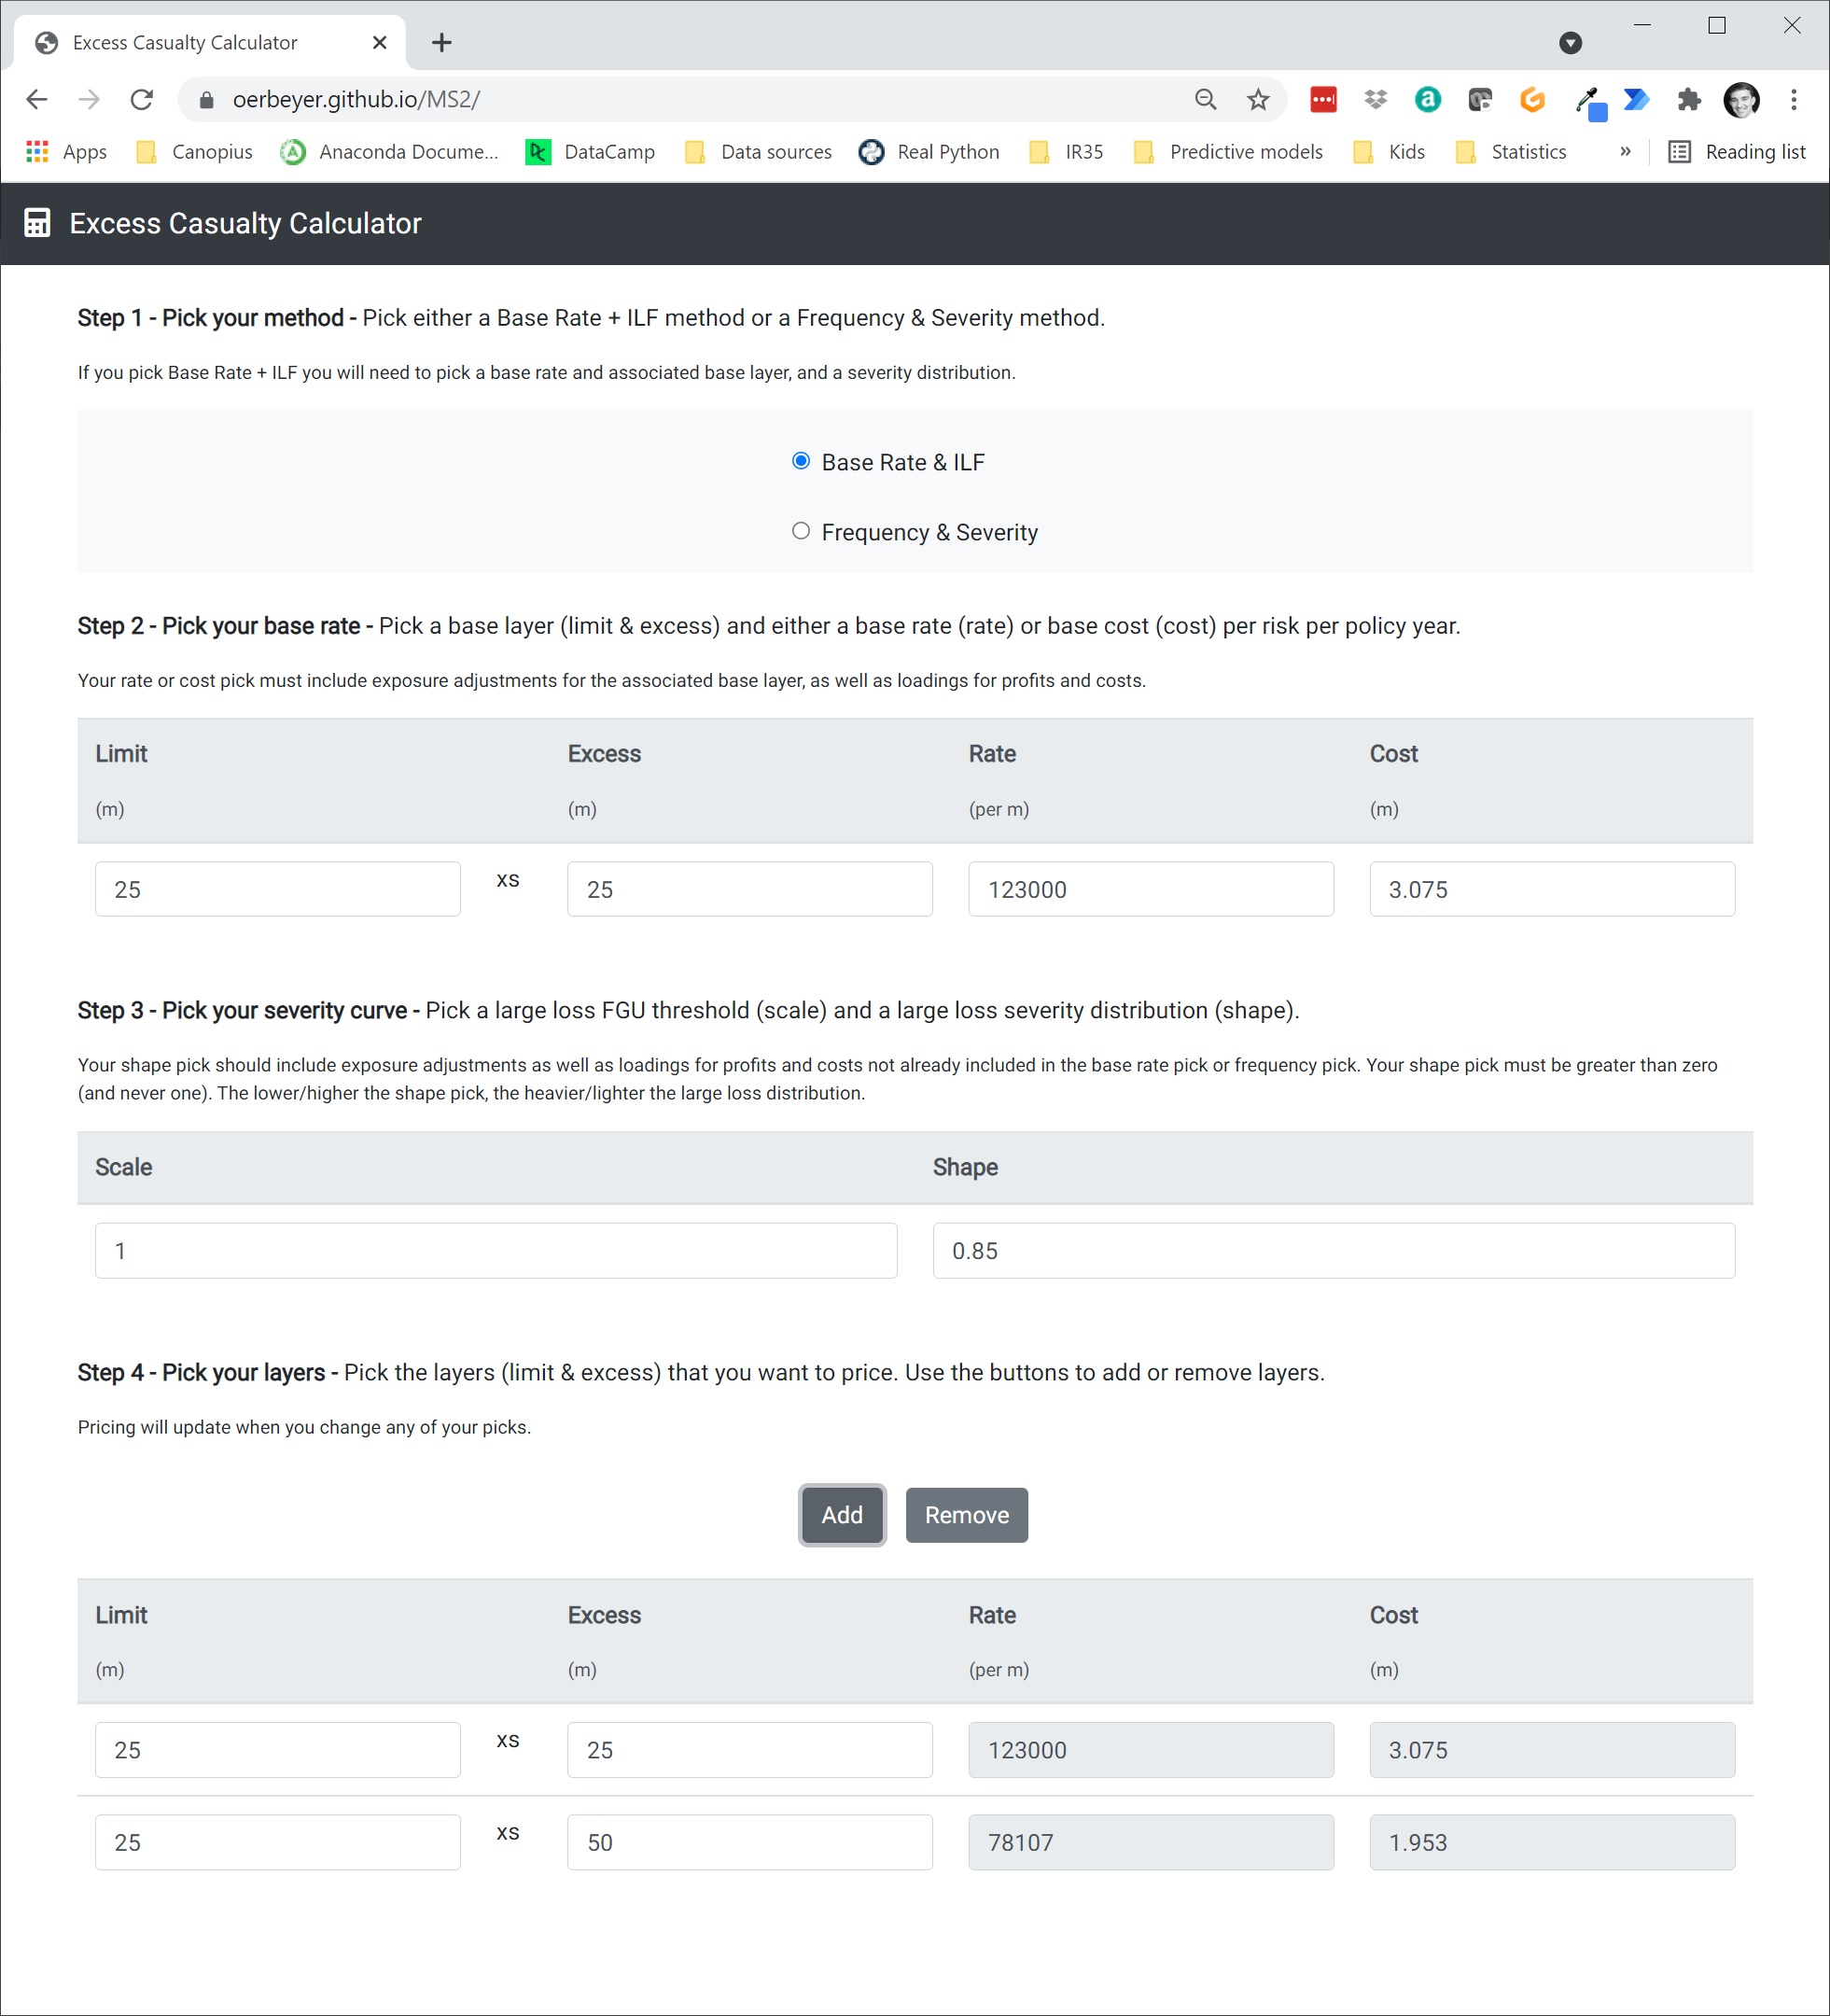 Excess Casualty Calculator
oerbeyer.github.io/MS2/
Apps Canopius Anaconda Docume... DataCamp Data sources Real Python IR35 Predictive models Kids Statistics » Reading list
Excess Casualty Calculator
Step 1 - Pick your method - Pick either a Base Rate + ILF method or a Frequency & Severity method.
If you pick Base Rate + ILF you will need to pick a base rate and associated base layer, and a severity distribution.
Base Rate & ILF
Frequency & Severity
Step 2 - Pick your base rate - Pick a base layer (limit & excess) and either a base rate (rate) or base cost (cost) per risk per policy year.
Your rate or cost pick must include exposure adjustments for the associated base layer, as well as loadings for profits and costs.
Limit Excess Rate Cost
(m) (m) (per m) (m)
25 xs 25 123000 3.075
Step 3 - Pick your severity curve - Pick a large loss FGU threshold (scale) and a large loss severity distribution (shape).
Your shape pick should include exposure adjustments as well as loadings for profits and costs not already included in the base rate pick or frequency pick. Your shape pick must be greater than zero
(and never one). The lower/higher the shape pick, the heavier/lighter the large loss distribution.
Scale Shape
1 0.85
Step 4 - Pick your layers - Pick the layers (limit & excess) that you want to price. Use the buttons to add or remove layers.
Pricing will update when you change any of your picks.
Add Remove
Limit Excess Rate Cost
(m) (m) (per m) (m)
25 xs 25 123000 3.075
25 xs 50 78107 1.953